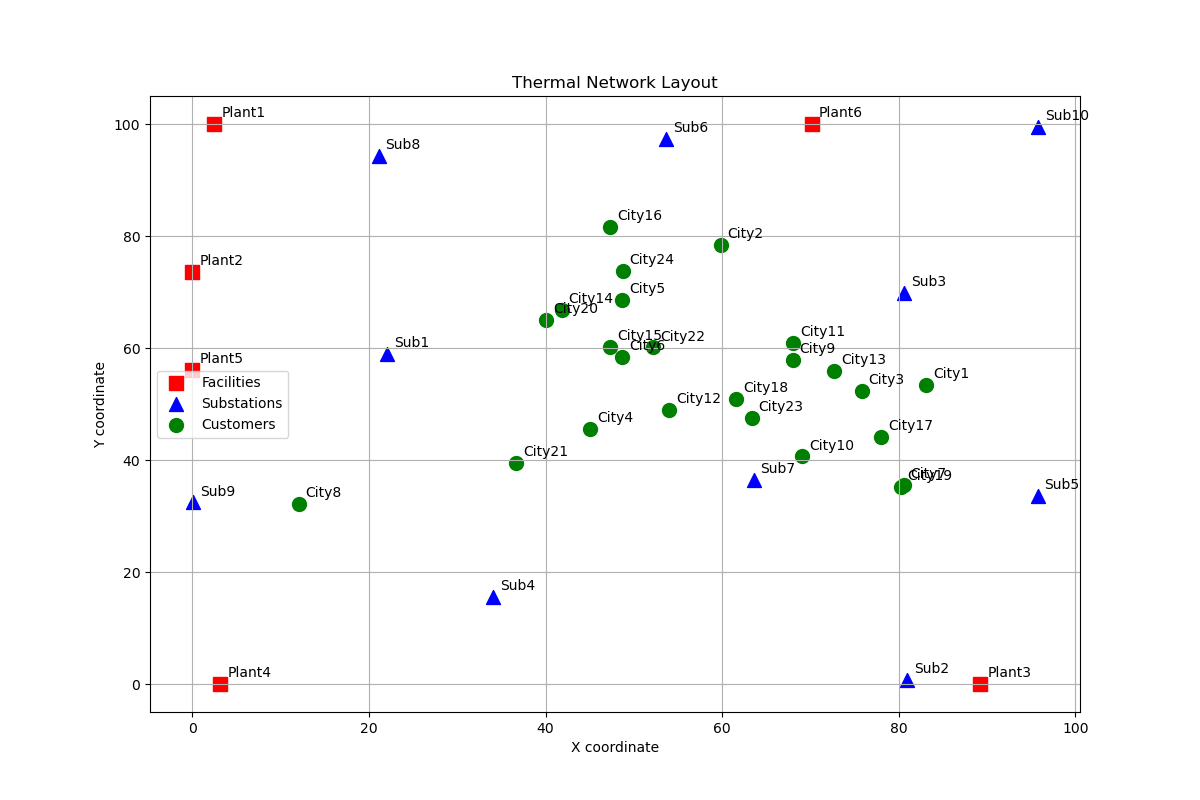 Thermal Network Layout
Plant1
Plant6
Sub10
Sub6
Sub8
City16
City2
City24
Plant2
Sub3
City5
City14
City20
City11
City15
City22
City6
Sub1
City9
Plant5
City13
City3
City1
City18
City12
City23
City4
City17
City21
City10
Sub7
City7
City19
Sub5
Sub9
City8
Sub4
Plant4
Sub2
Plant3
Facilities
Substations
Customers
100
80
60
40
20
0
Y coordinate
0
20
40
60
80
100
X coordinate